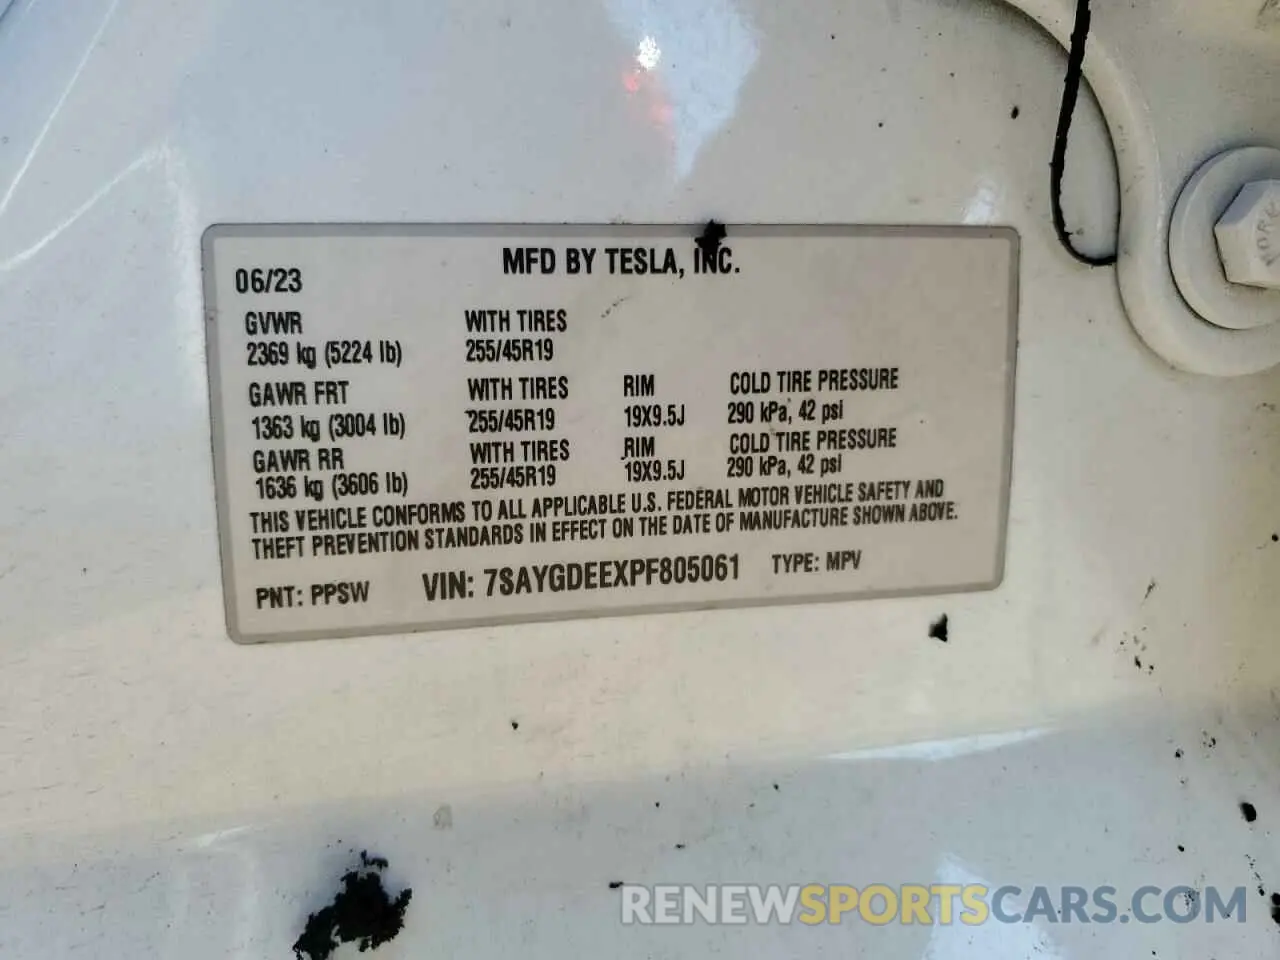 MFD BY TESLA, INC.
06/23
GVWR WITH TIRES
2369 kg (5224 lb) 255/45R19
GAWR FRT WITH TIRES RIM COLD TIRE PRESSURE
1363 kg (3004 lb) 255/45R19 19X9.5J 290 kPa, 42 psi
GAWR RR WITH TIRES RIM COLD TIRE PRESSURE
1636 kg (3606 lb) 255/45R19 19X9.5J 290 kPa, 42 psi
THIS VEHICLE CONFORMS TO ALL APPLICABLE U.S. FEDERAL MOTOR VEHICLE SAFETY AND
THEFT PREVENTION STANDARDS IN EFFECT ON THE DATE OF MANUFACTURE SHOWN ABOVE.
PNT: PPSW VIN: 7SAYGDEEXPF805061 TYPE: MPV
RENEWSPORTSCARS.COM